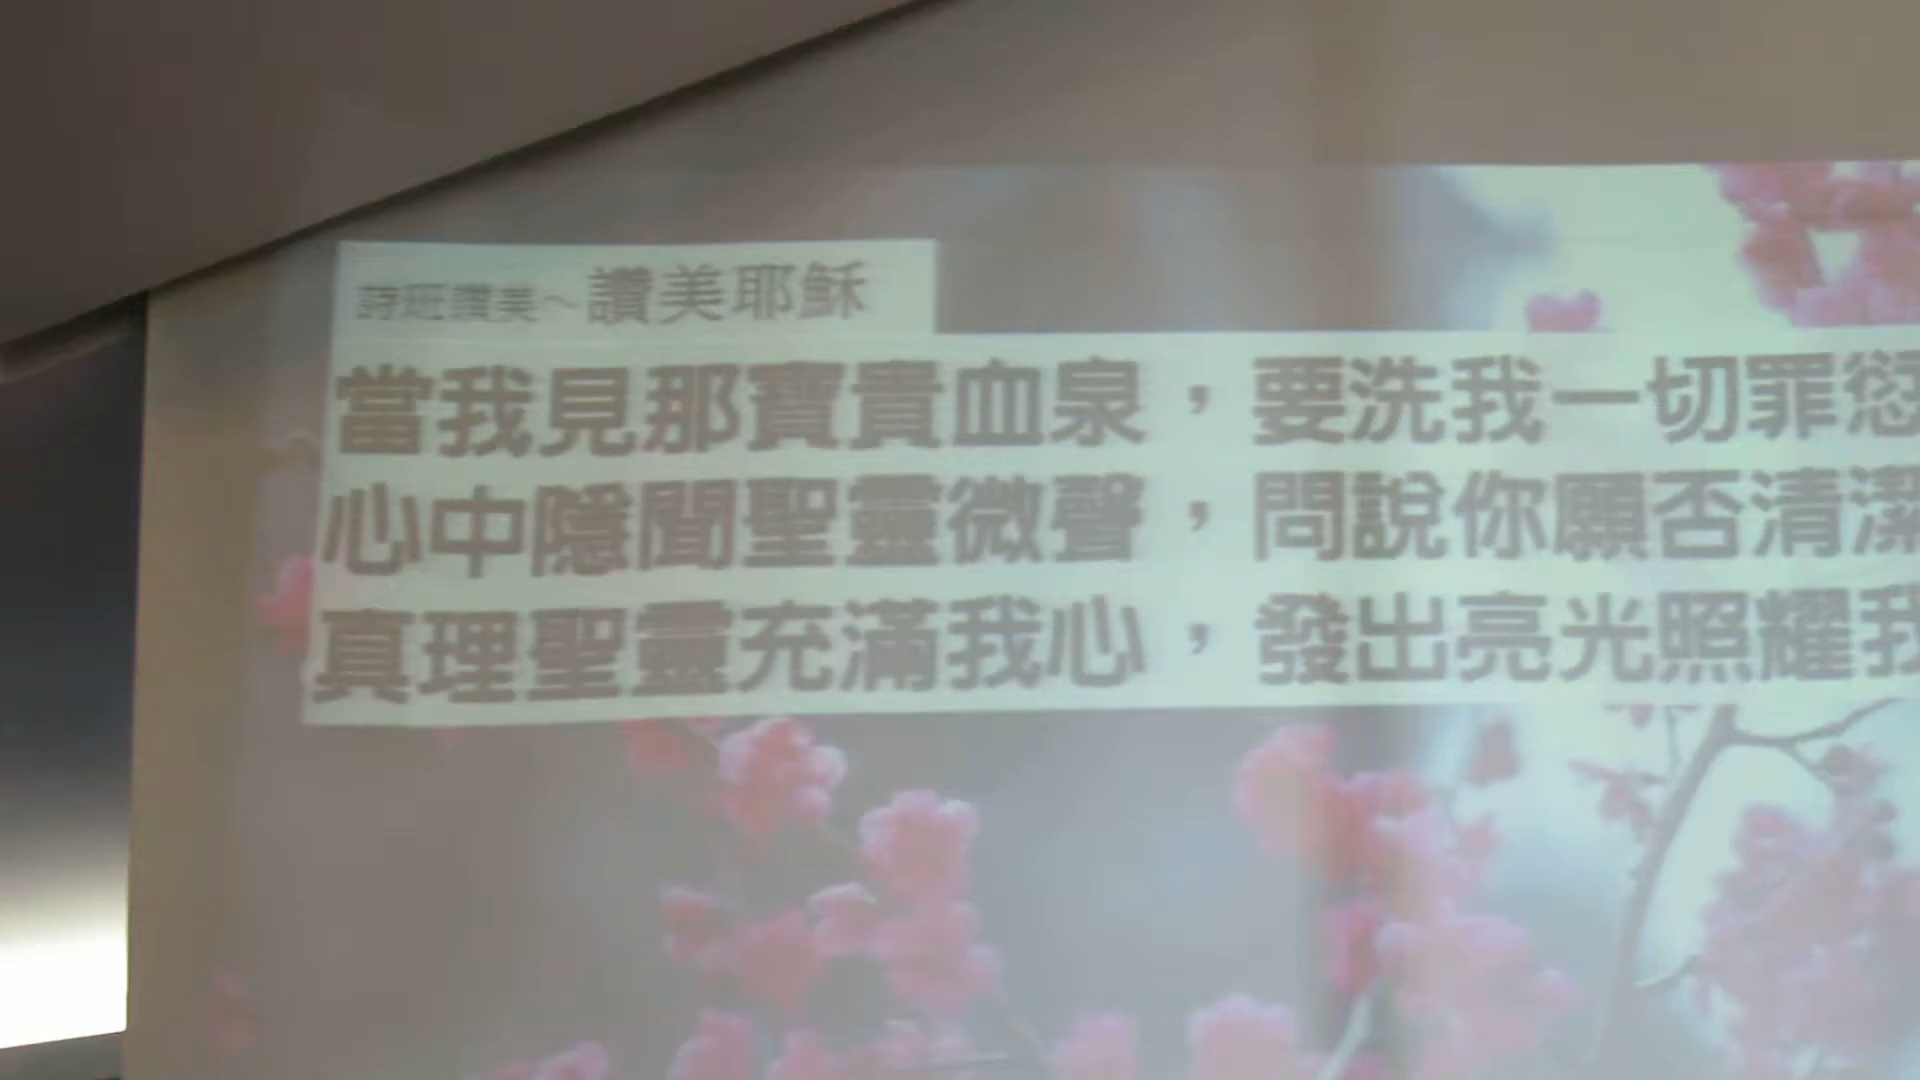 詩班讚美～讚美耶穌
當我見那寶貴血泉，要洗我一切罪愆
心中隱聞聖靈微聲，問說你願否清潔
真理聖靈充滿我心，發出亮光照耀我